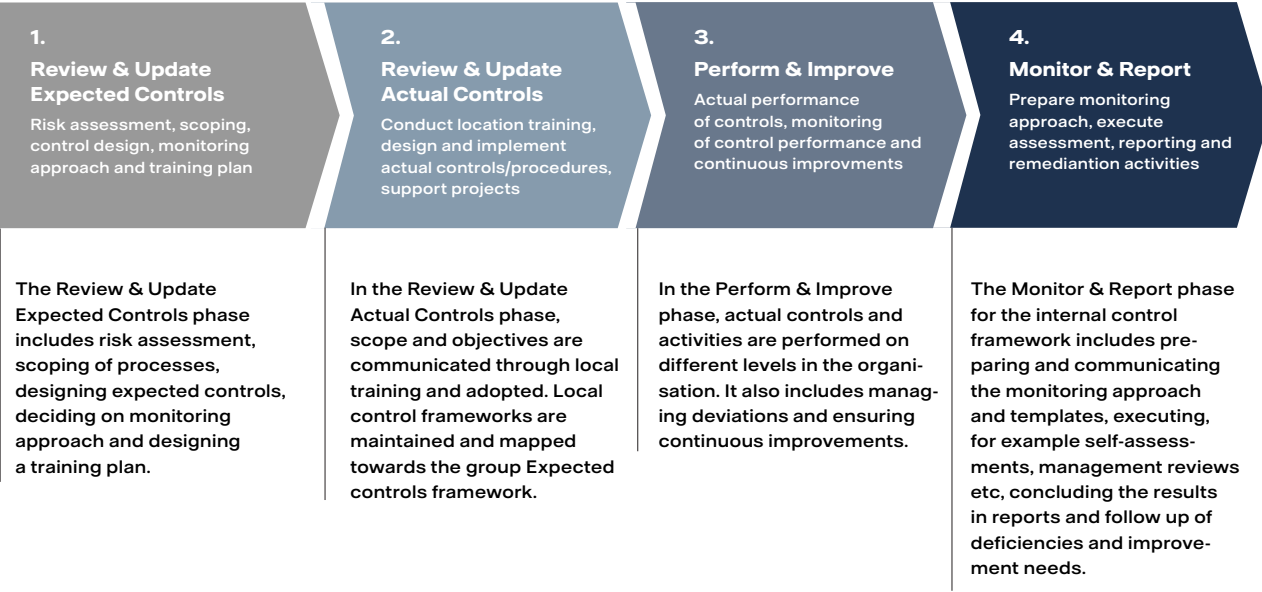 1.
Review & Update
Expected Controls
Risk assessment, scoping,
control design, monitoring
approach and training plan
2.
Review & Update
Actual Controls
Conduct location training,
design and implement
actual controls/procedures,
support projects
3.
Perform & Improve
Actual performance
of controls, monitoring
of control performance and
continuous improvments
4.
Monitor & Report
Prepare monitoring
approach, execute
assessment, reporting and
remediantion activities
The Review & Update
Expected Controls phase
includes risk assessment,
scoping of processes,
designing expected controls,
deciding on monitoring
approach and designing
a training plan.
In the Review & Update
Actual Controls phase,
scope and objectives are
communicated through local
training and adopted. Local
control frameworks are
maintained and mapped
towards the group Expected
controls framework.
In the Perform & Improve
phase, actual controls and
activities are performed on
different levels in the organi-
sation. It also includes manag-
ing deviations and ensuring
continuous improvements.
The Monitor & Report phase
for the internal control
framework includes pre-
paring and communicating
the monitoring approach
and templates, executing,
for example self-assess-
ments, management reviews
etc, concluding the results
in reports and follow up of
deficiencies and improve-
ment needs.